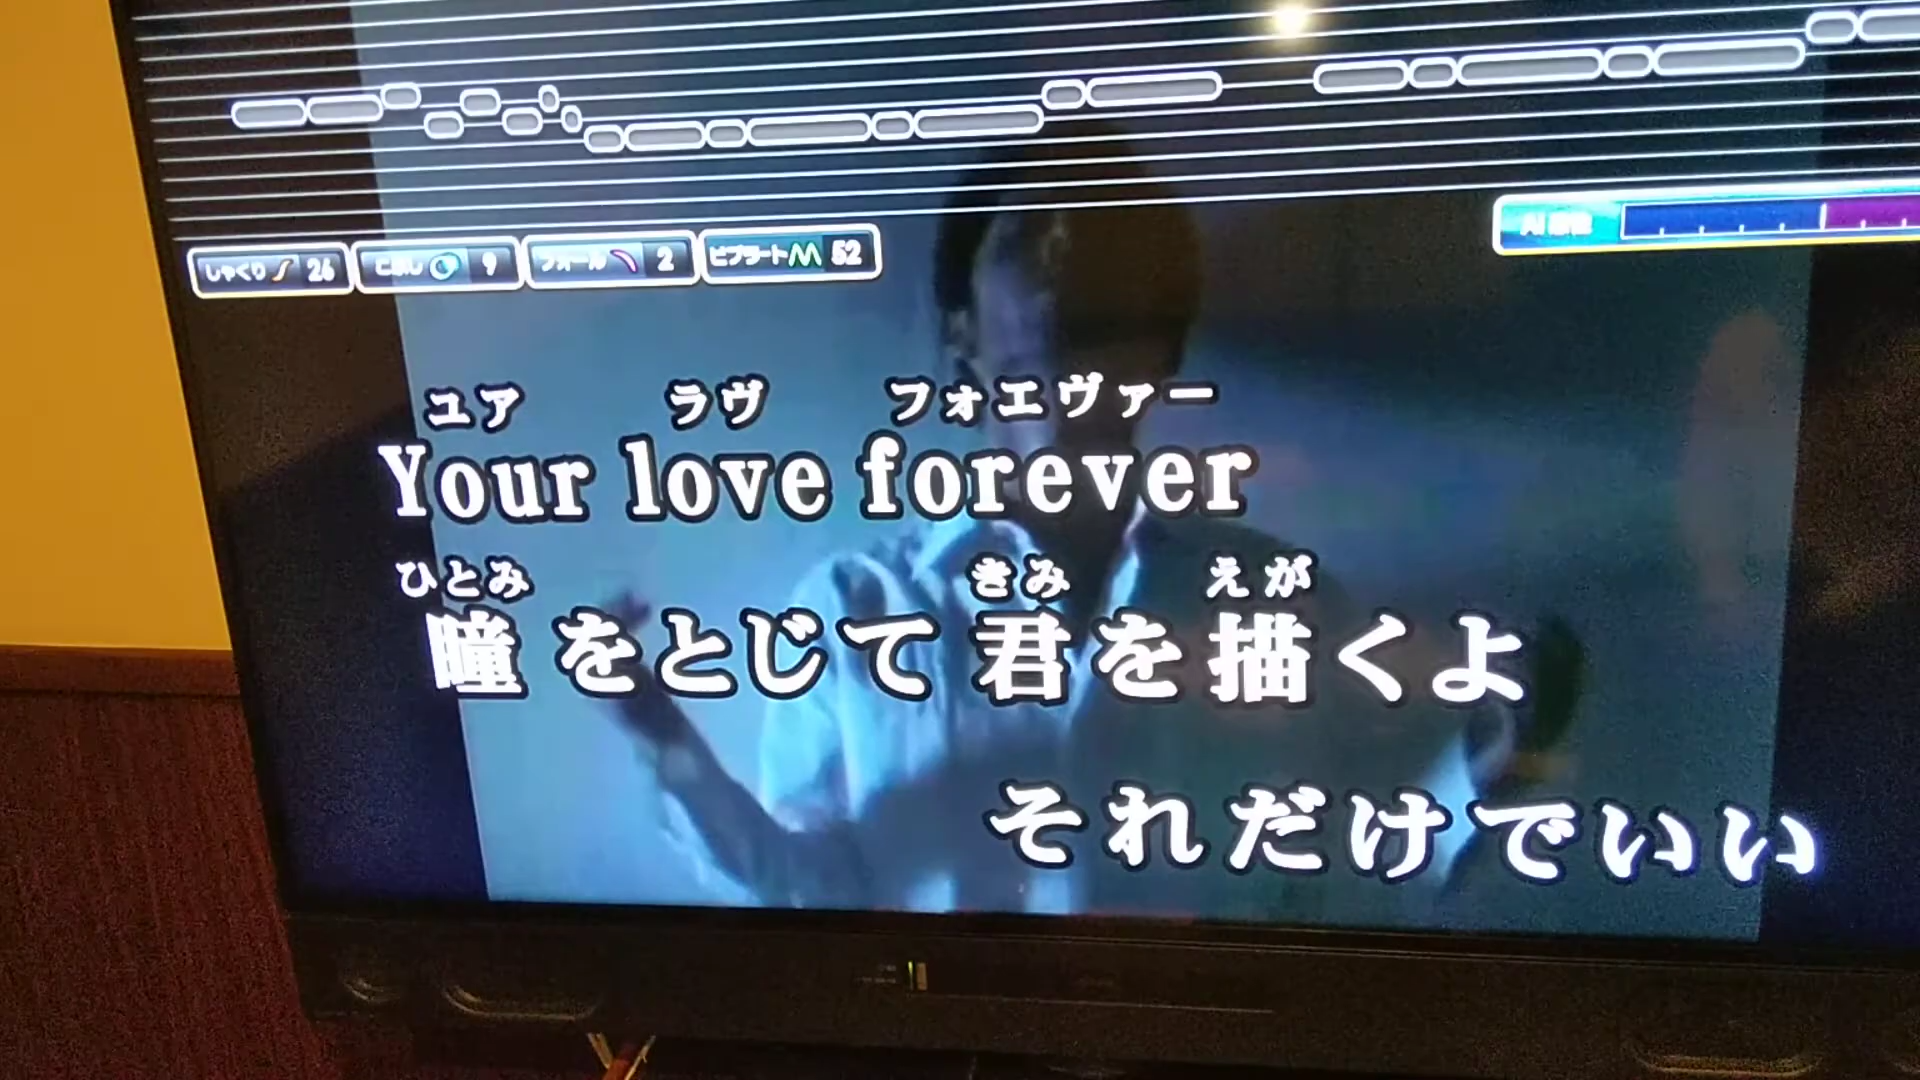 しゃくり 26 こぶし 9 フォール 2 ビブラート 52
ユア ラヴ フォエヴァー
Your love forever
ひとみ きみ えが
瞳をとじて君を描くよ
それだけでいい